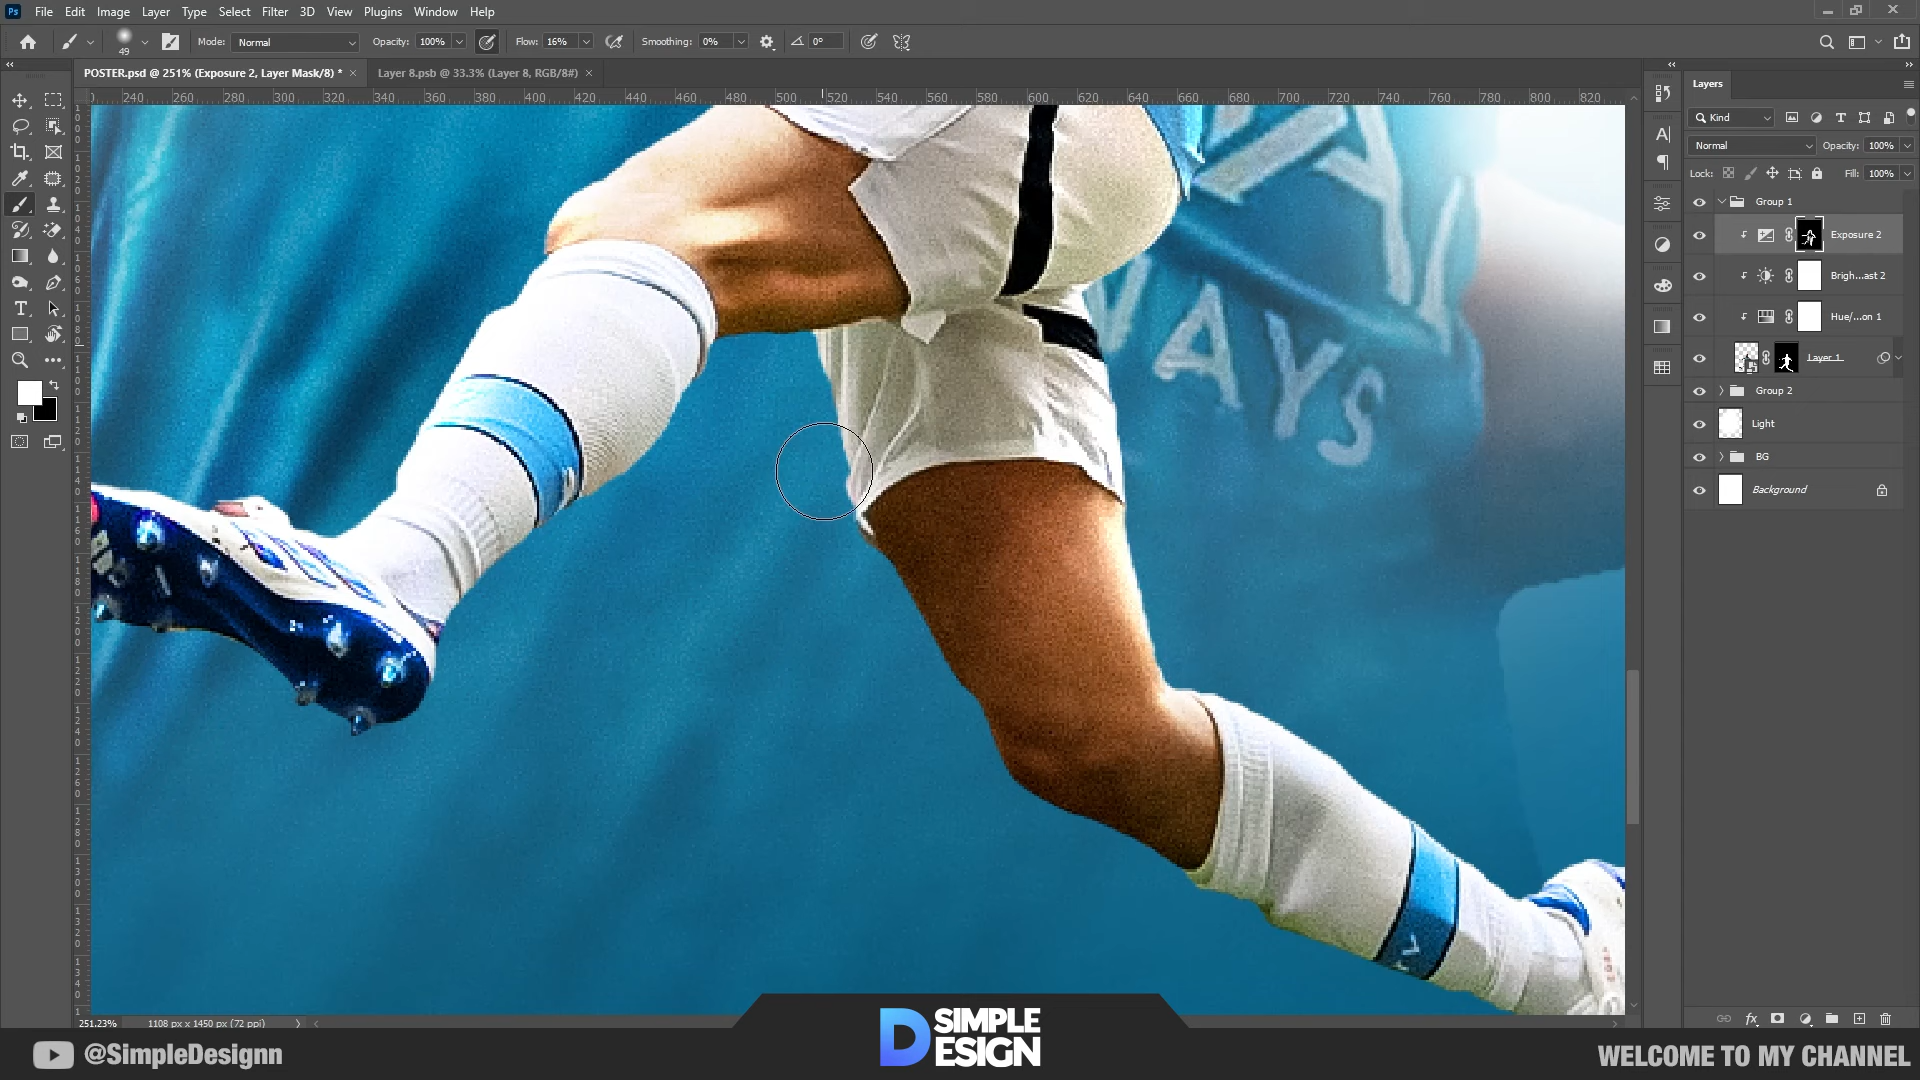 Ps File Edit Image Layer Type Select Filter 3D View Plugins Window Help
49 Mode: Normal Opacity: 100% Flow: 16% Smoothing: 0% 0°
POSTER.psd @ 251% (Exposure 2, Layer Mask/8) * × Layer 8.psb @ 33.3% (Layer 8, RGB/8#) ×
240 260 280 300 320 340 360 380 400 420 440 460 480 500 520 540 560 580 600 620 640 660 680 700 720 740 760 780 800 820
Layers
Kind
Normal Opacity: 100%
Lock: Fill: 100%
Group 1
Exposure 2
Brigh...ast 2
Hue/...on 1
Layer 1
Group 2
Light
BG
Background
WAYS
251.23% 1108 px x 1450 px (72 ppi)
@SimpleDesignn
SIMPLE
DESIGN
WELCOME TO MY CHANNEL